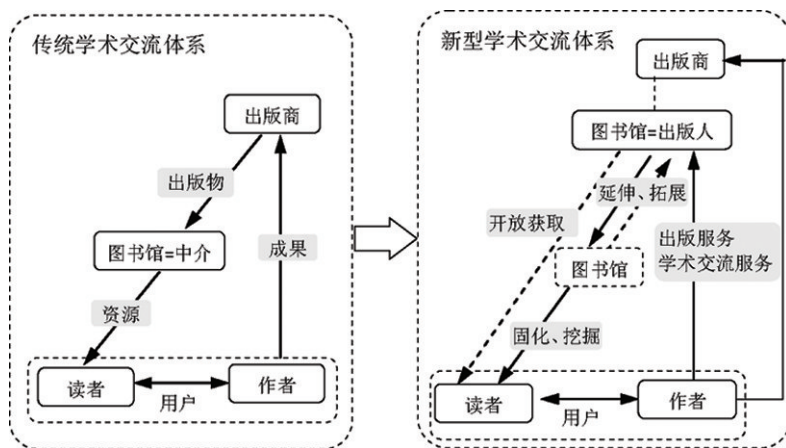 传统学术交流体系
出版商
出版物
图书馆=中介
成果
资源
读者
用户
作者
新型学术交流体系
出版商
图书馆=出版人
延伸、拓展
开放获取
出版服务
学术交流服务
图书馆
固化、挖掘
读者
用户
作者